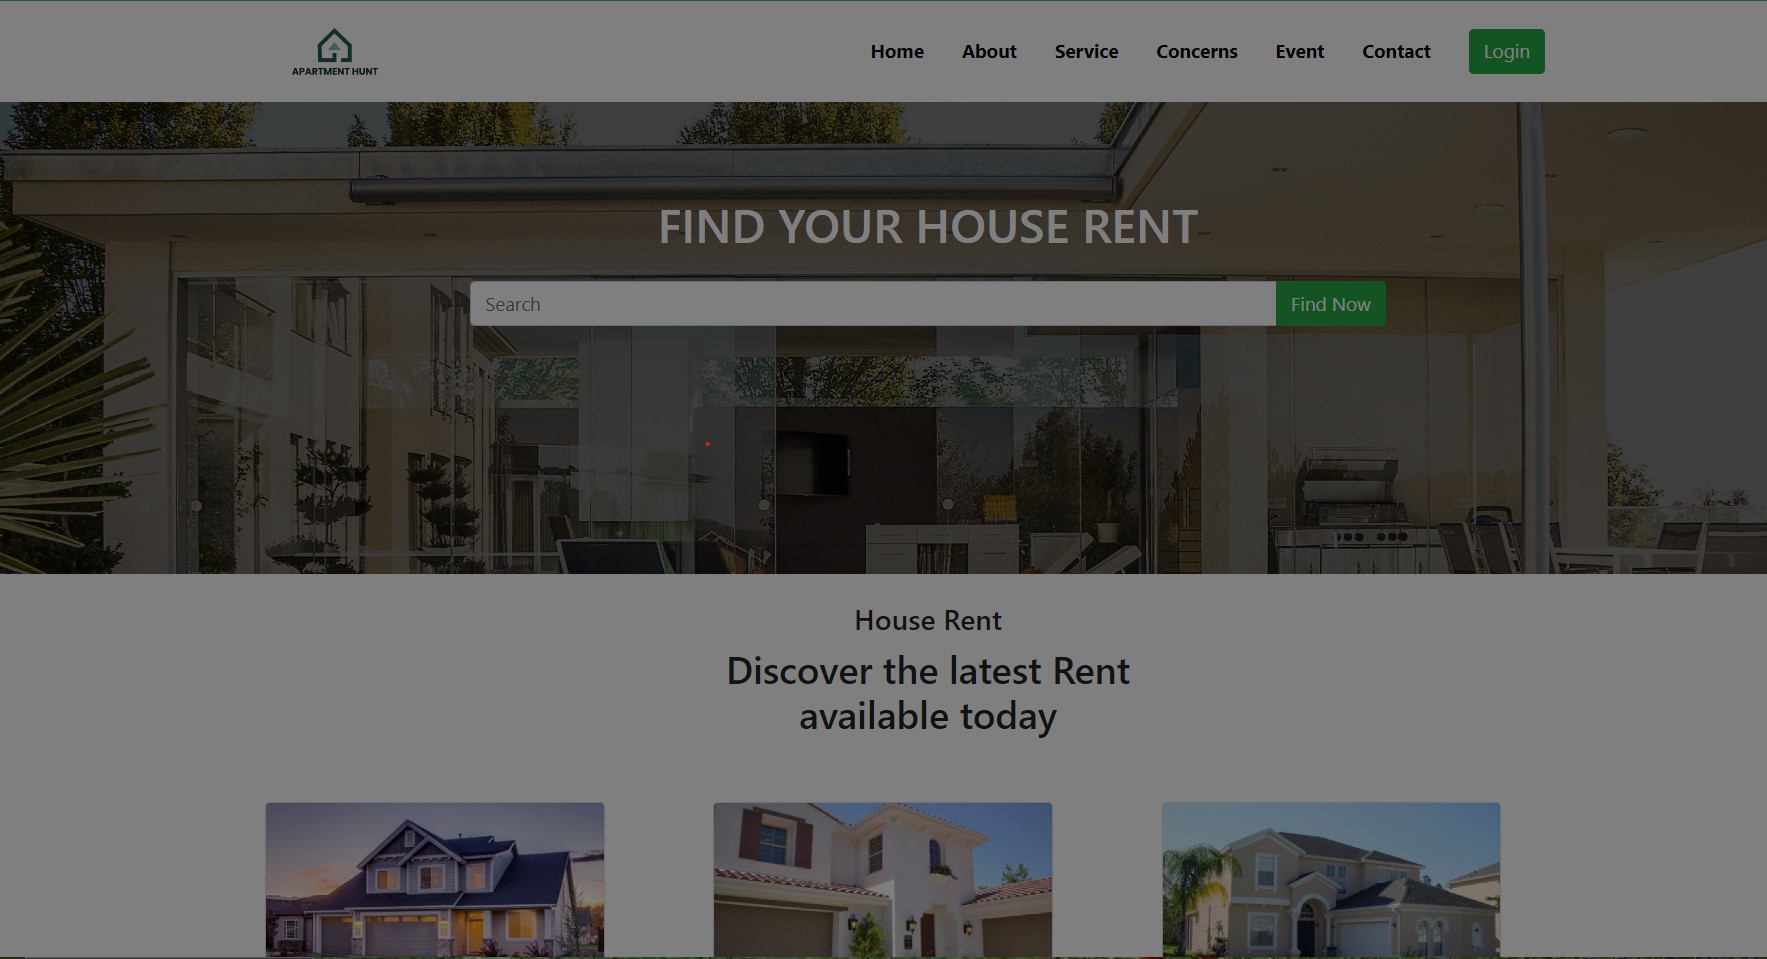 APARTMENT HUNT
Home About Service Concerns Event Contact Login
FIND YOUR HOUSE RENT
Search Find Now
House Rent
Discover the latest Rent
available today